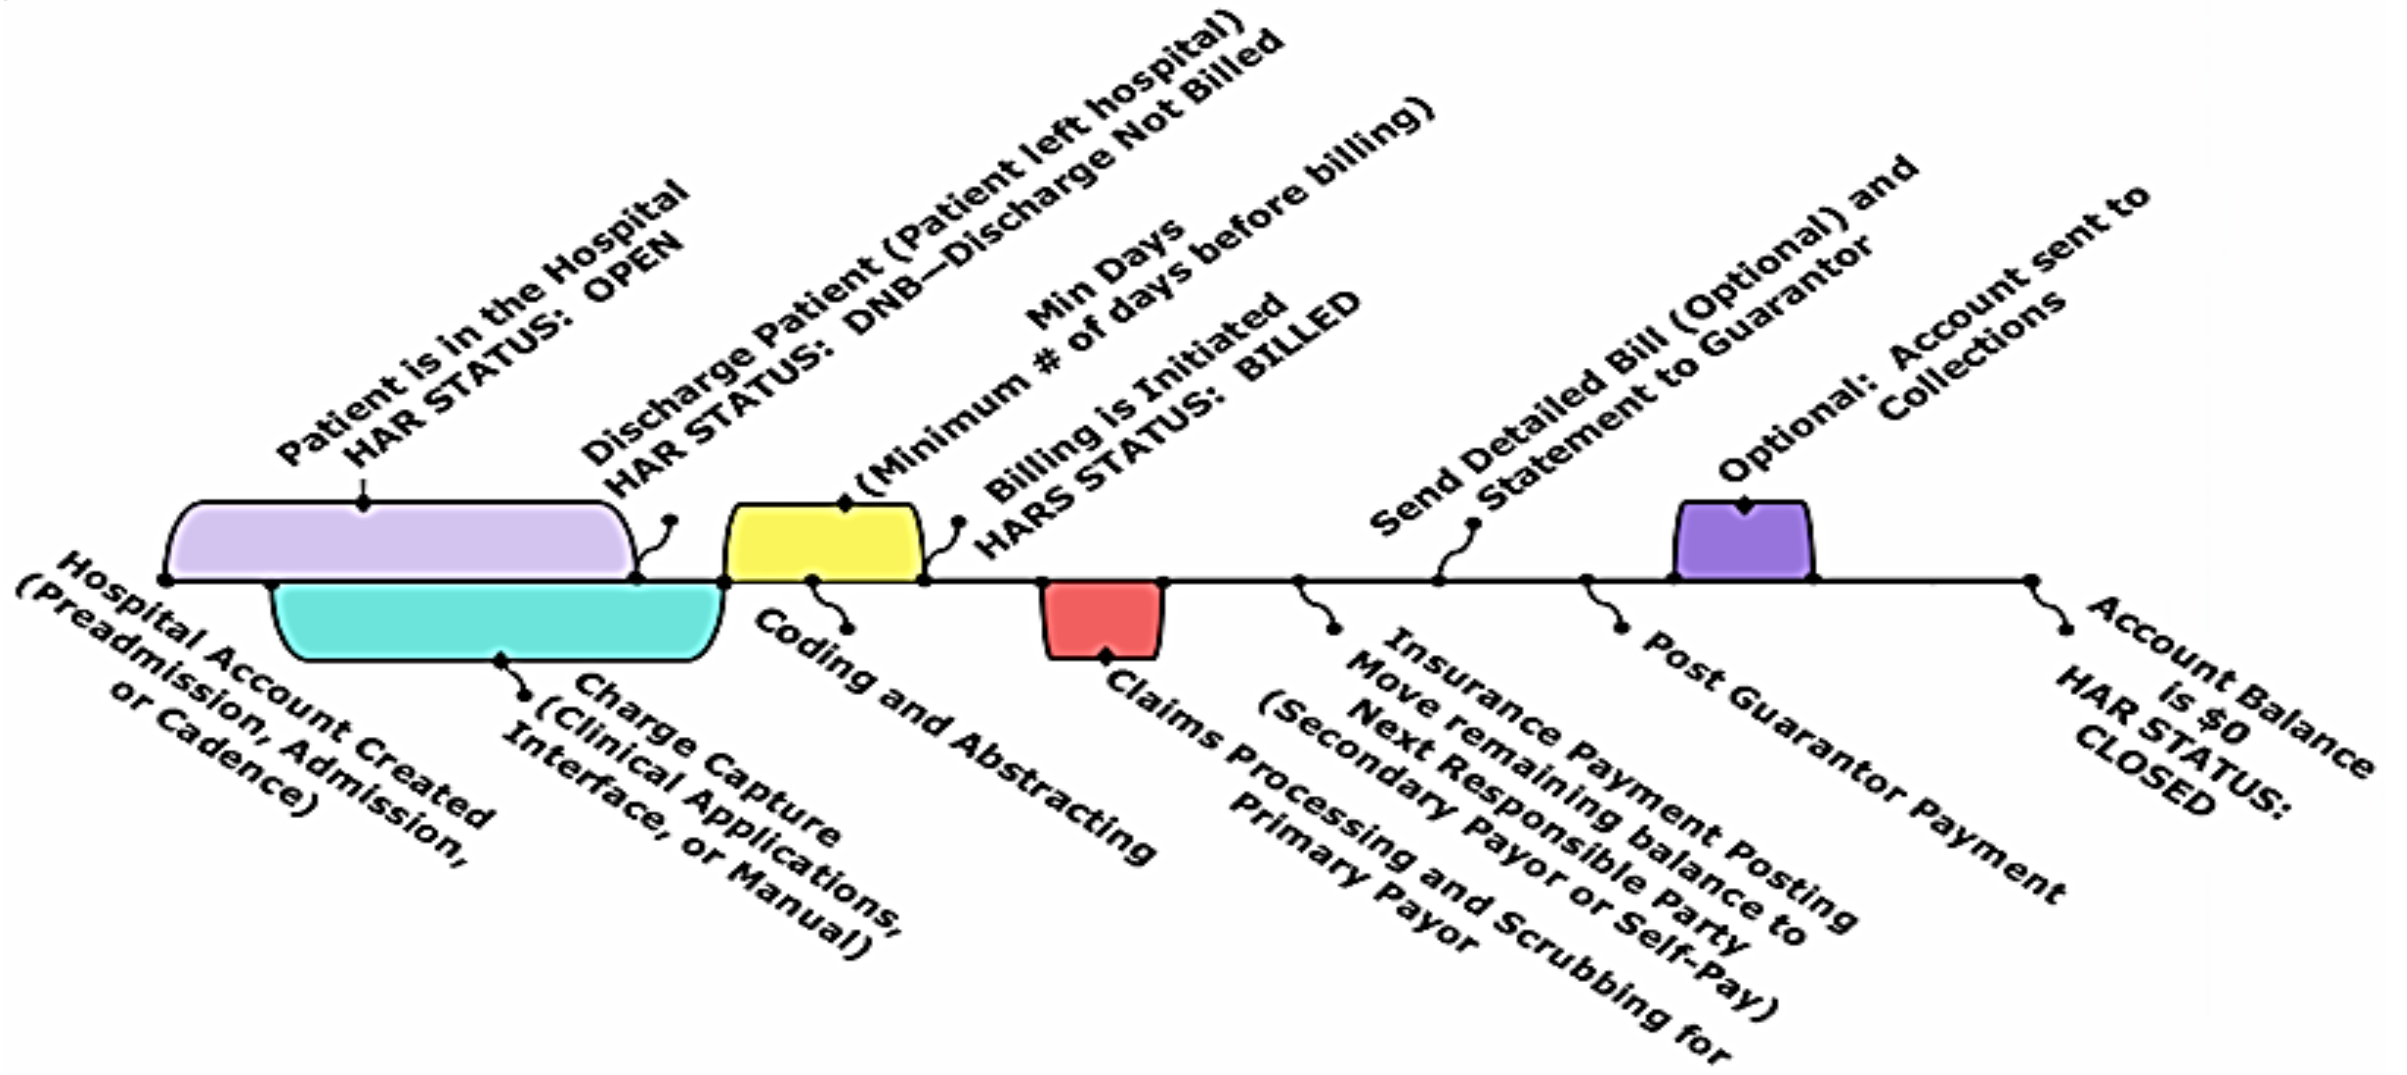 Patient is in the Hospital
HAR STATUS: OPEN
Discharge Patient (Patient left hospital)
HAR STATUS: DNB—Discharge Not Billed
Min Days
(Minimum # of days before billing)
Billing is Initiated
HARS STATUS: BILLED
Send Detailed Bill (Optional) and
Statement to Guarantor
Optional: Account sent to
Collections
Hospital Account Created
(Preadmission, Admission,
or Cadence)
Charge Capture
(Clinical Applications,
Interface, or Manual)
Coding and Abstracting
Claims Processing and Scrubbing for
Primary Payor
Insurance Payment Posting
Move remaining balance to
Next Responsible Party
(Secondary Payor or Self-Pay)
Post Guarantor Payment
Account Balance
is $0
HAR STATUS:
CLOSED